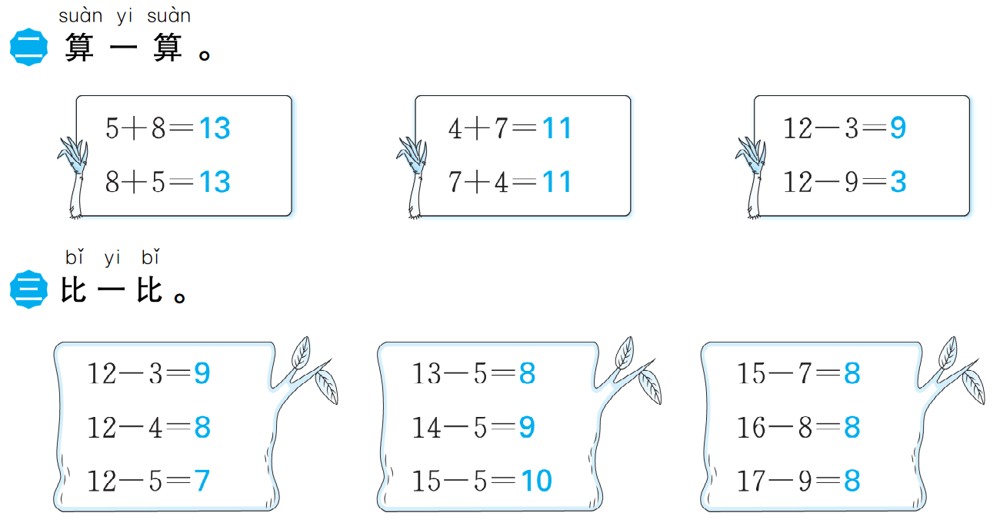 suàn yi suàn
二 算一算。
5＋8＝13 4＋7＝11 12－3＝9
8＋5＝13 7＋4＝11 12－9＝3
bǐ yi bǐ
三 比一比。
12－3＝9 13－5＝8 15－7＝8
12－4＝8 14－5＝9 16－8＝8
12－5＝7 15－5＝10 17－9＝8